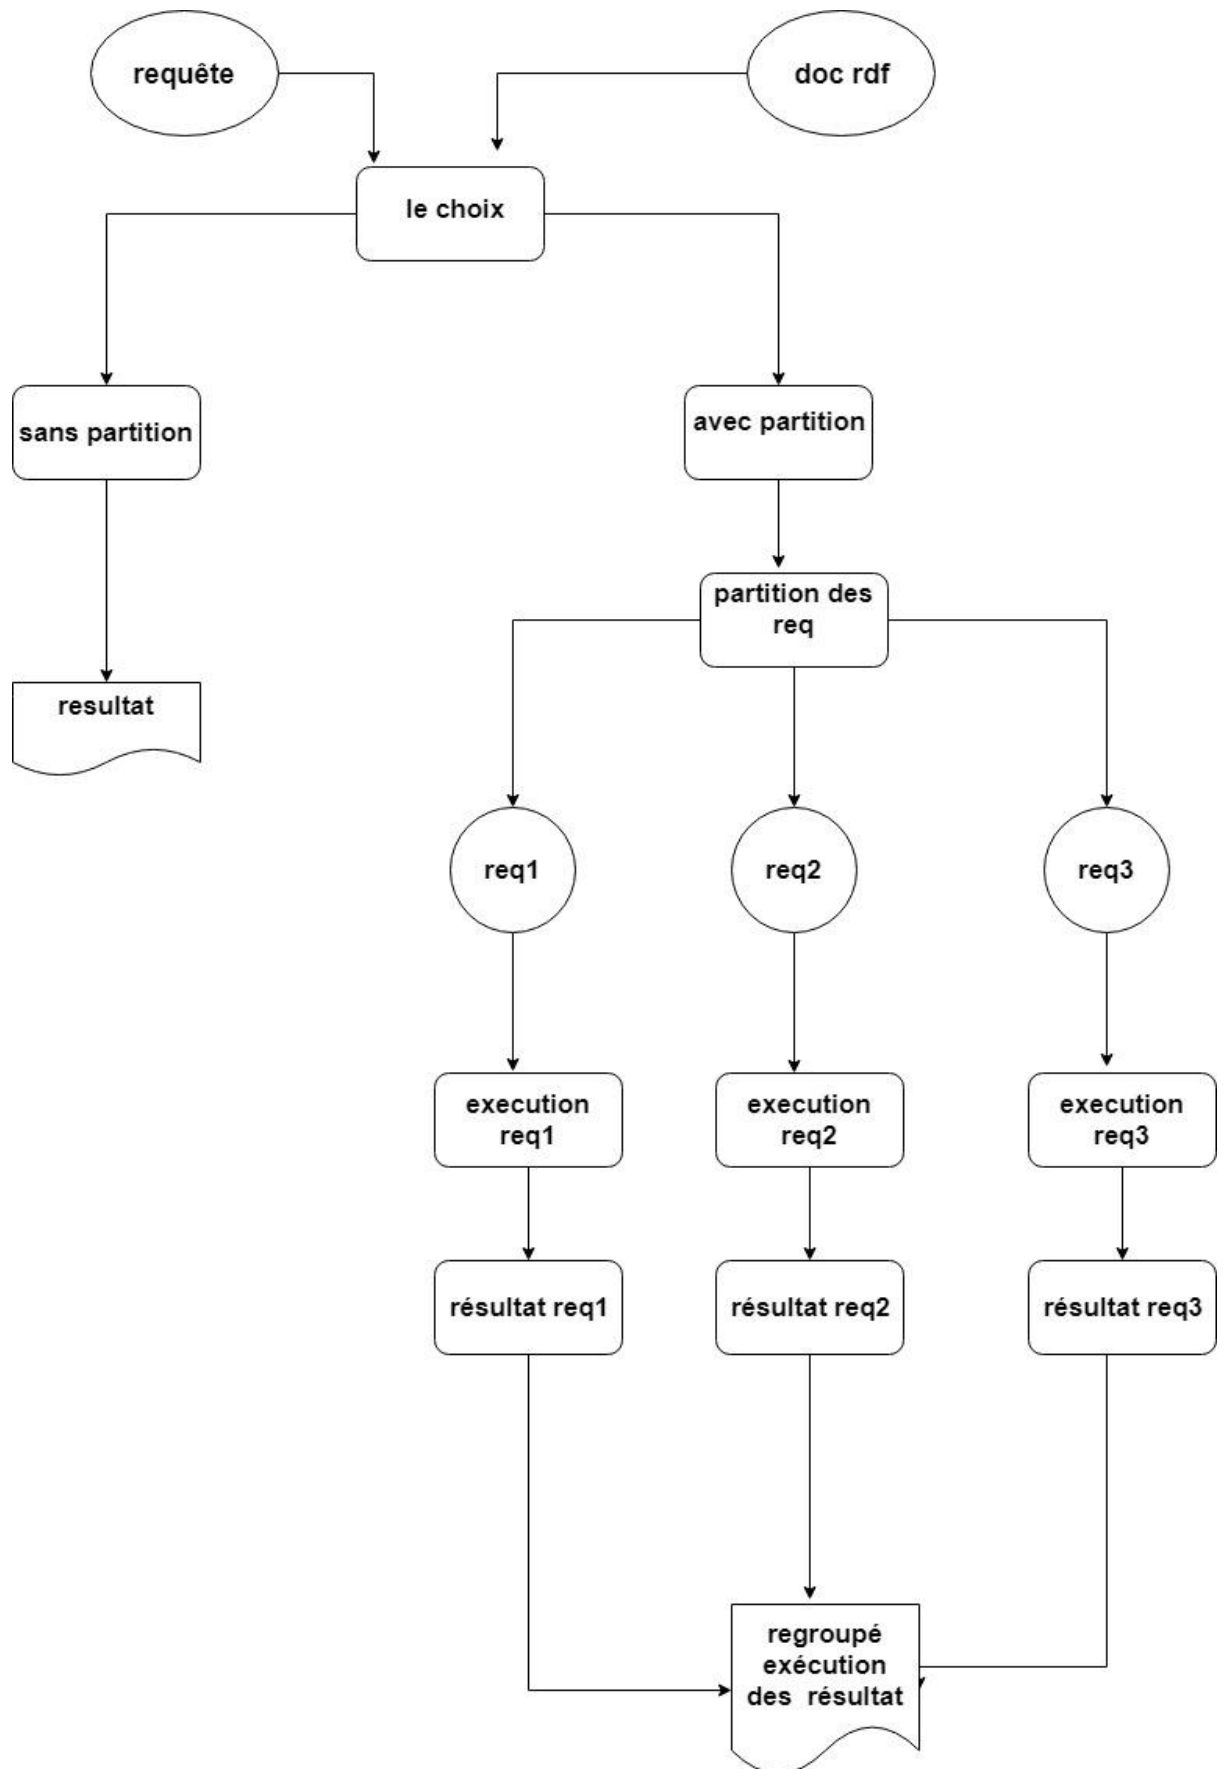 requête
doc rdf
le choix
sans partition
avec partition
partition des
req
resultat
req1
req2
req3
execution
req1
execution
req2
execution
req3
résultat req1
résultat req2
résultat req3
regroupé
exécution
des résultat